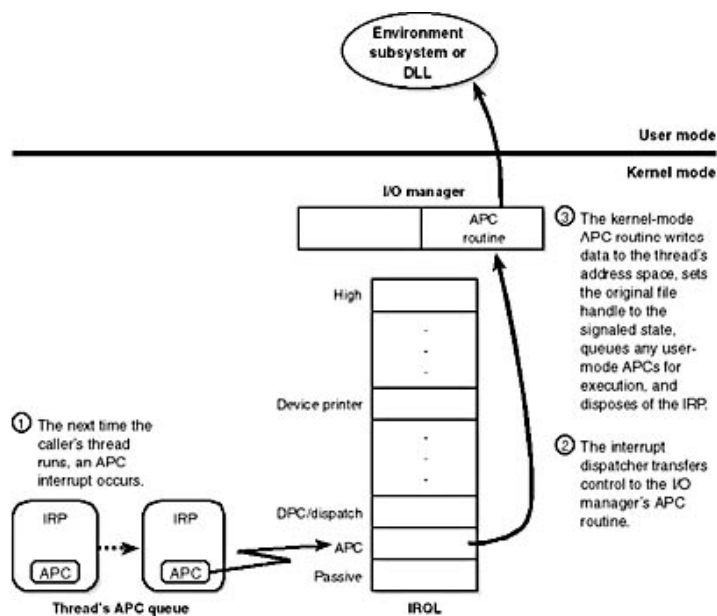 Environment
subsystem or
DLL
User mode
Kernel mode
I/O manager
APC
routine
③ The kernel-mode
APC routine writes
data to the thread's
address space, sets
the original file
handle to the
signaled state,
queues any user-
mode APCs for
execution, and
disposes of the IRP.
High
Device printer
① The next time the
caller's thread
runs, an APC
interrupt occurs.
② The interrupt
dispatcher transfers
control to the I/O
manager's APC
routine.
DPC/dispatch
APC
Passive
IRP
APC
IRP
APC
Thread's APC queue
IRQL